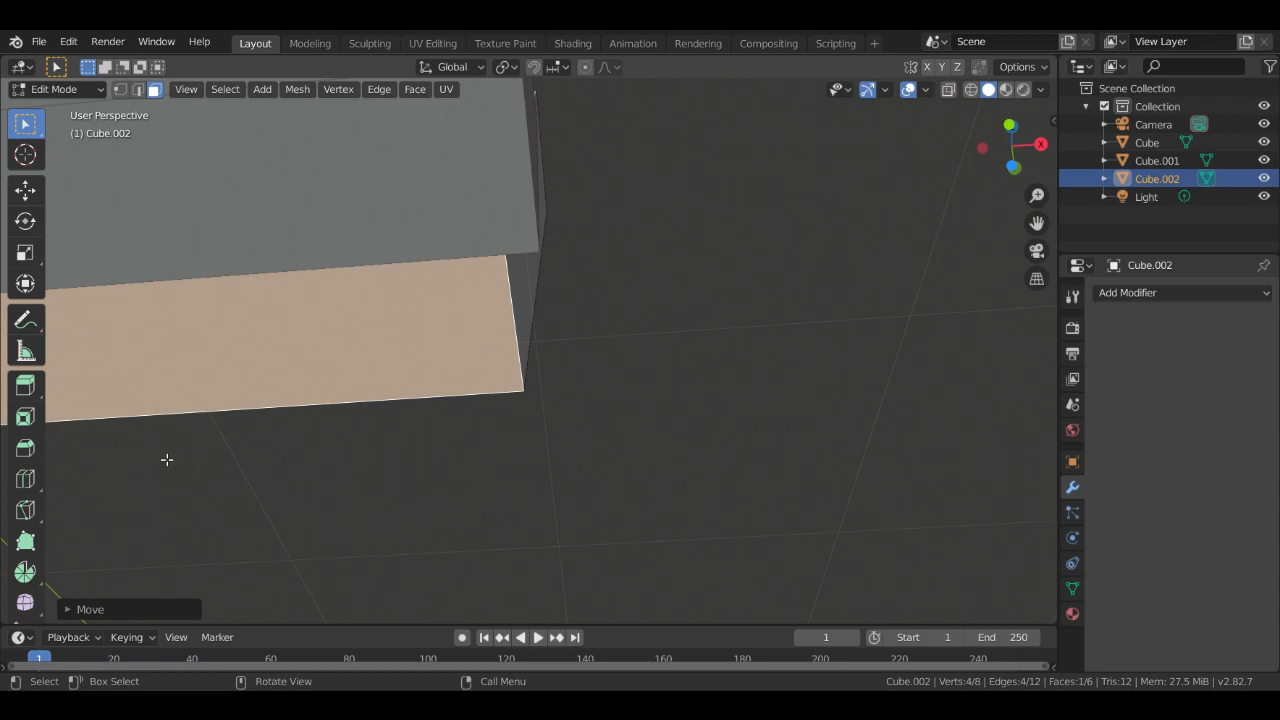 File Edit Render Window Help Layout Modeling Sculpting UV Editing Texture Paint Shading Animation Rendering Compositing Scripting + Scene View Layer
Global X Y Z Options
Edit Mode View Select Add Mesh Vertex Edge Face UV
User Perspective
(1) Cube.002
X
Scene Collection
Collection
Camera
Cube
Cube.001
Cube.002
Light
Cube.002
Add Modifier
Move
Playback Keying View Marker 1 Start 1 End 250
1 20 40 60 80 100 120 140 160 180 200 220 240
Select Box Select Rotate View Call Menu Cube.002 | Verts:4/8 | Edges:4/12 | Faces:1/6 | Tris:12 | Mem: 27.5 MiB | v2.82.7